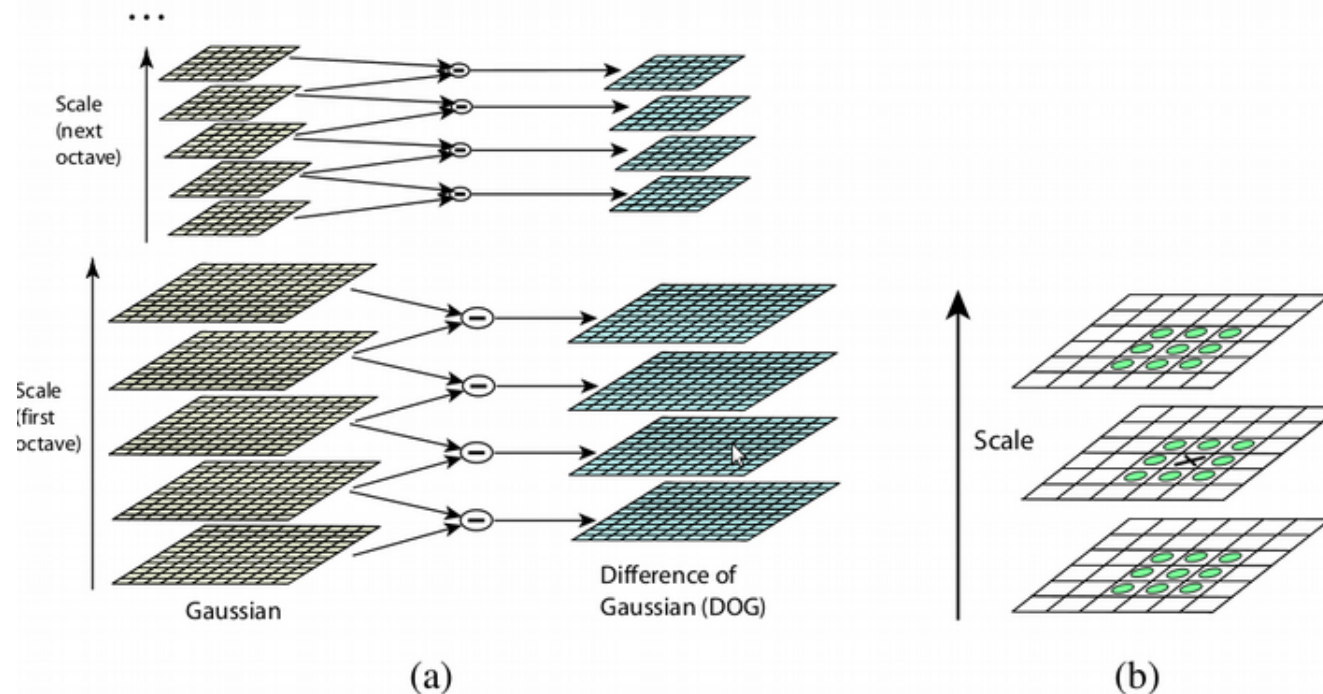 ...
Scale
(next
octave)
Scale
(first
octave)
Gaussian
Difference of
Gaussian (DOG)
(a)
Scale
(b)